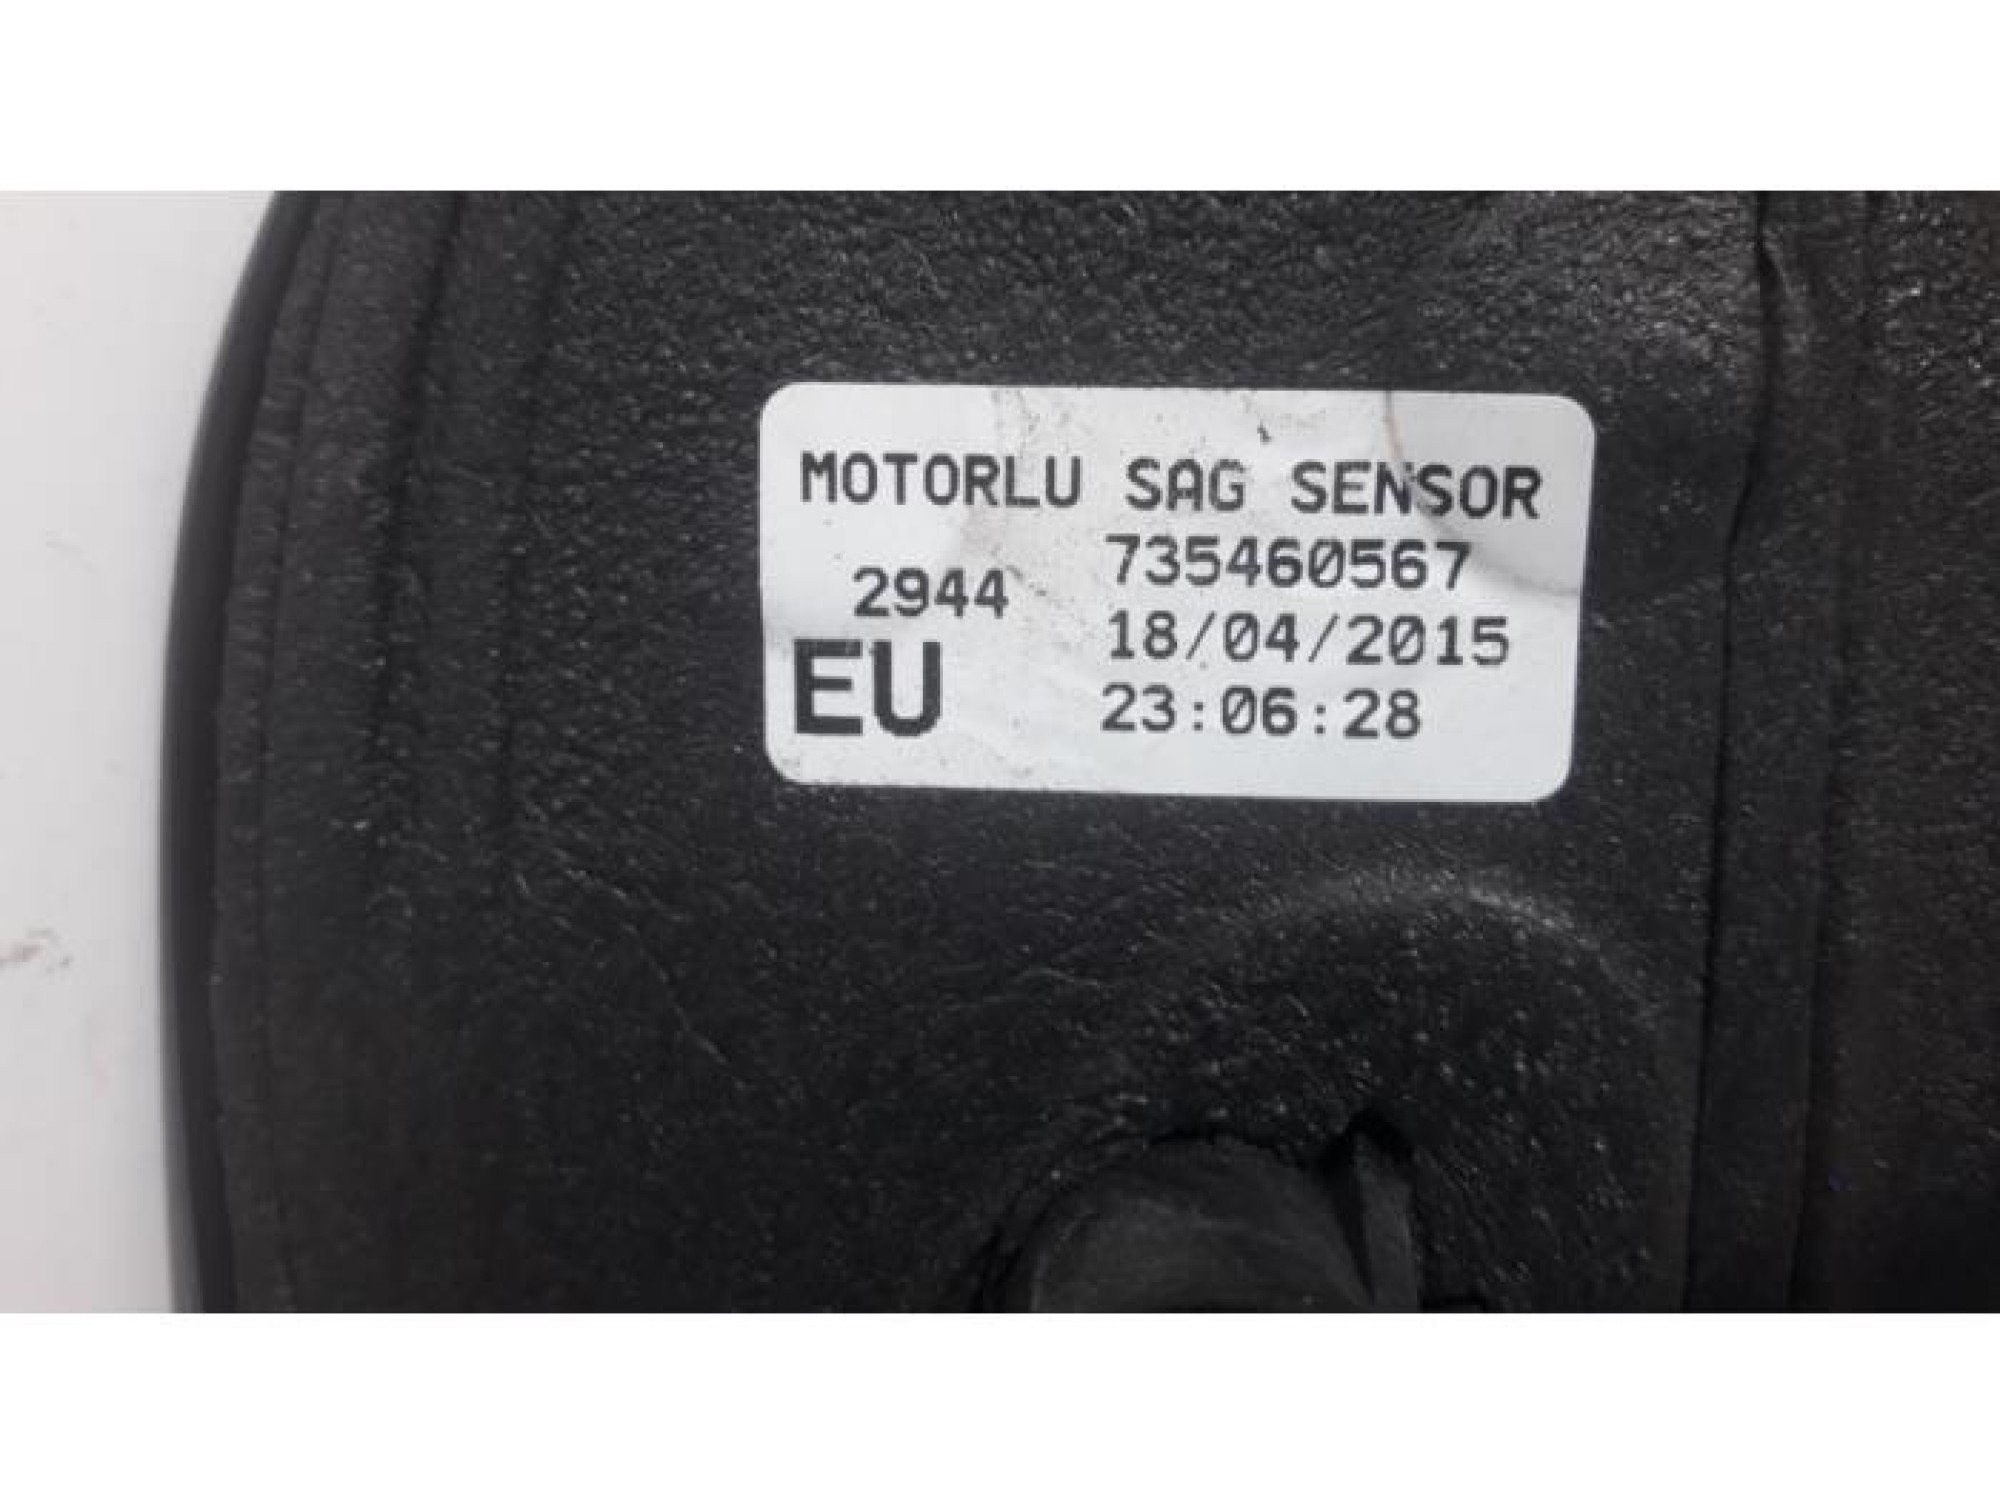 MOTORLU SAG SENSOR
735460567
2944
18/04/2015
EU
23:06:28